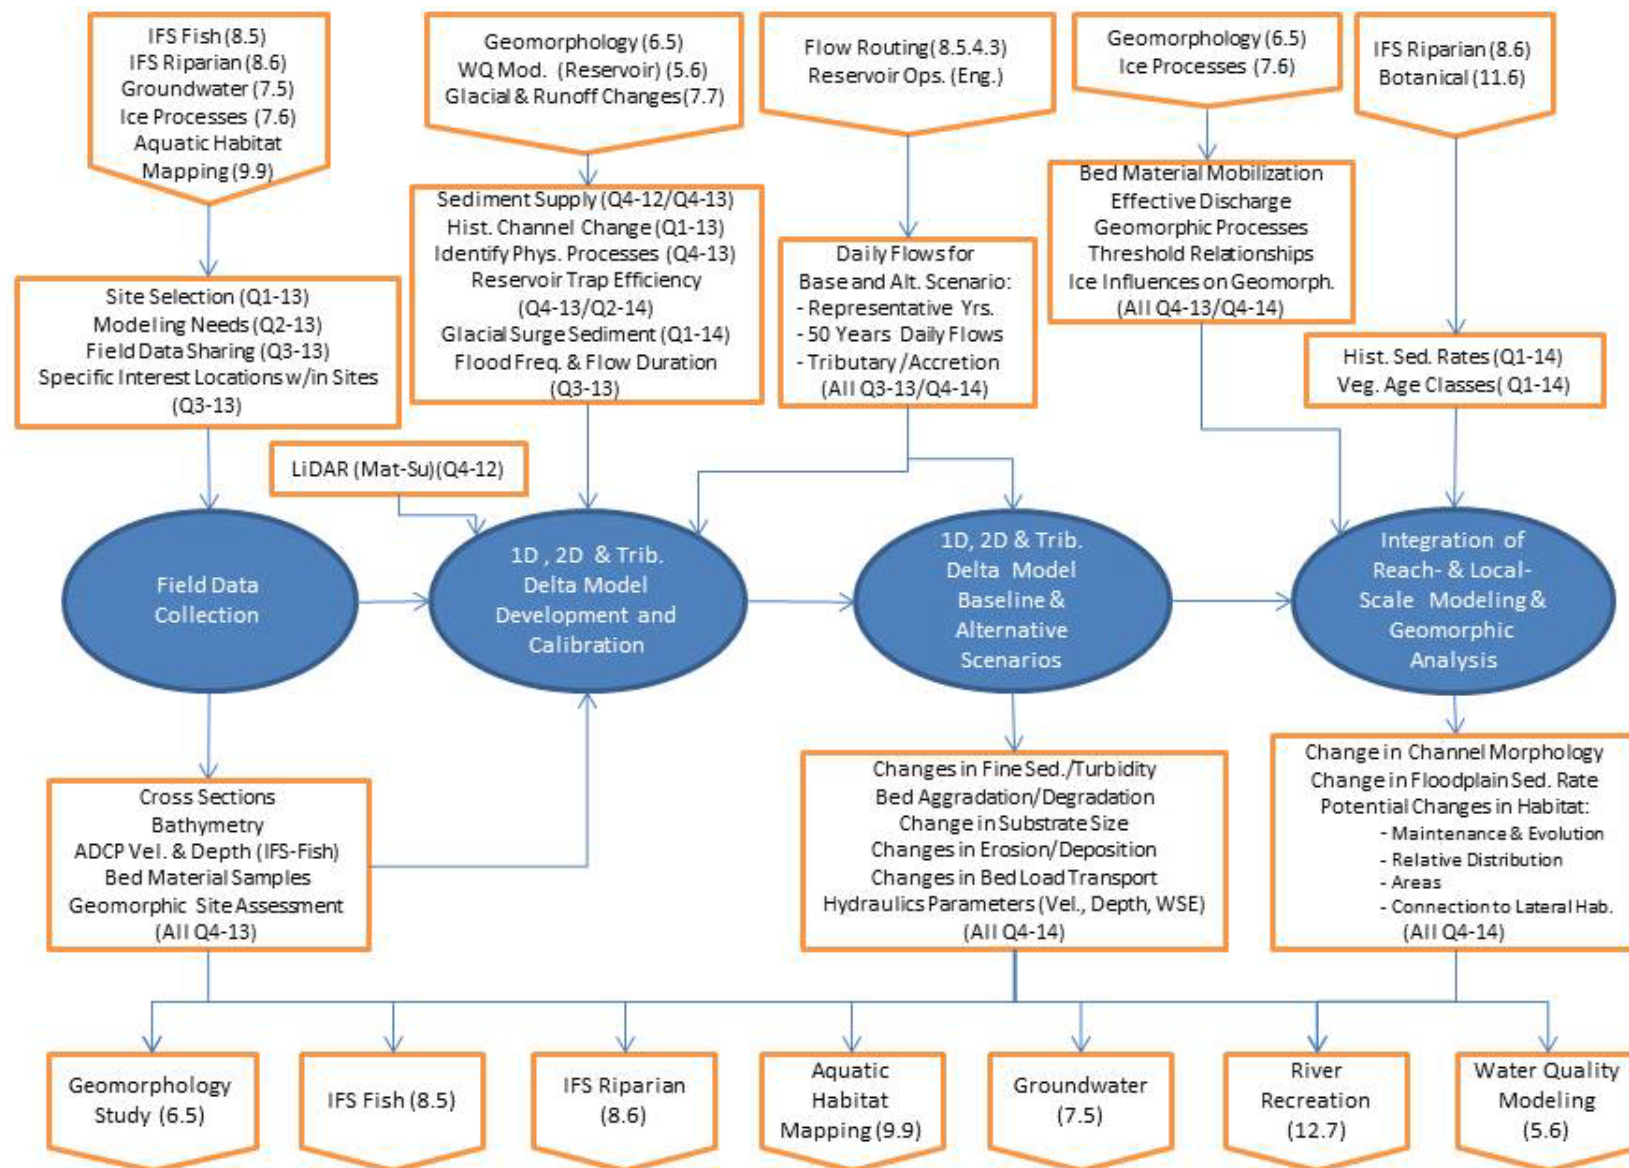 IFS Fish (8.5)
IFS Riparian (8.6)
Groundwater (7.5)
Ice Processes (7.6)
Aquatic Habitat
Mapping (9.9)
Geomorphology (6.5)
WQ Mod. (Reservoir) (5.6)
Glacial & Runoff Changes (7.7)
Flow Routing (8.5.4.3)
Reservoir Ops. (Eng.)
Geomorphology (6.5)
Ice Processes (7.6)
IFS Riparian (8.6)
Botanical (11.6)
Site Selection (Q1-13)
Modeling Needs (Q2-13)
Field Data Sharing (Q3-13)
Specific Interest Locations w/in Sites
(Q3-13)
Sediment Supply (Q4-12/Q4-13)
Hist. Channel Change (Q1-13)
Identify Phys. Processes (Q4-13)
Reservoir Trap Efficiency
(Q4-13/Q2-14)
Glacial Surge Sediment (Q1-14)
Flood Freq. & Flow Duration
(Q3-13)
Daily Flows for
Base and Alt. Scenario:
- Representative Yrs.
- 50 Years Daily Flows
- Tributary /Accretion
(All Q3-13/Q4-14)
Bed Material Mobilization
Effective Discharge
Geomorphic Processes
Threshold Relationships
Ice Influences on Geomorph.
(All Q4-13/Q4-14)
Hist. Sed. Rates (Q1-14)
Veg. Age Classes( Q1-14)
LiDAR (Mat-Su)(Q4-12)
Field Data
Collection
1D , 2D & Trib.
Delta Model
Development and
Calibration
1D, 2D & Trib.
Delta Model
Baseline &
Alternative
Scenarios
Integration of
Reach- & Local-
Scale Modeling &
Geomorphic
Analysis
Cross Sections
Bathymetry
ADCP Vel. & Depth (IFS-Fish)
Bed Material Samples
Geomorphic Site Assessment
(All Q4-13)
Changes in Fine Sed./Turbidity
Bed Aggradation/Degradation
Change in Substrate Size
Changes in Erosion/Deposition
Changes in Bed Load Transport
Hydraulics Parameters (Vel., Depth, WSE)
(All Q4-14)
Change in Channel Morphology
Change in Floodplain Sed. Rate
Potential Changes in Habitat:
- Maintenance & Evolution
- Relative Distribution
- Areas
- Connection to Lateral Hab.
(All Q4-14)
Geomorphology
Study (6.5)
IFS Fish (8.5)
IFS Riparian
(8.6)
Aquatic
Habitat
Mapping (9.9)
Groundwater
(7.5)
River
Recreation
(12.7)
Water Quality
Modeling
(5.6)